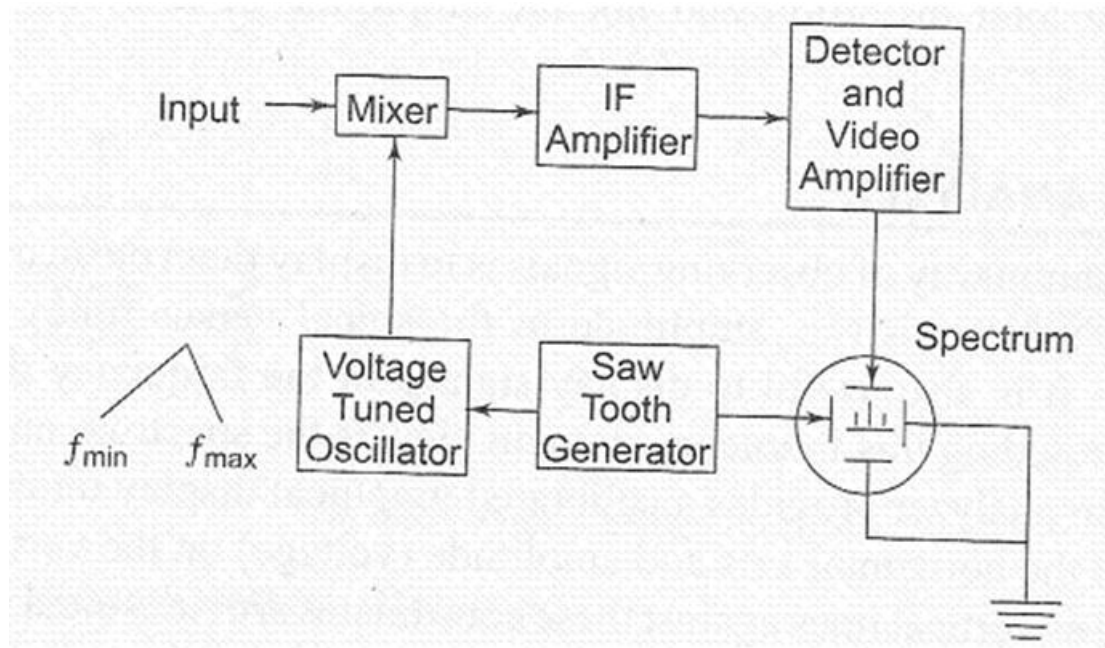 Input
Mixer
IF
Amplifier
Detector
and
Video
Amplifier
Voltage
Tuned
Oscillator
Saw
Tooth
Generator
Spectrum
fmin
fmax